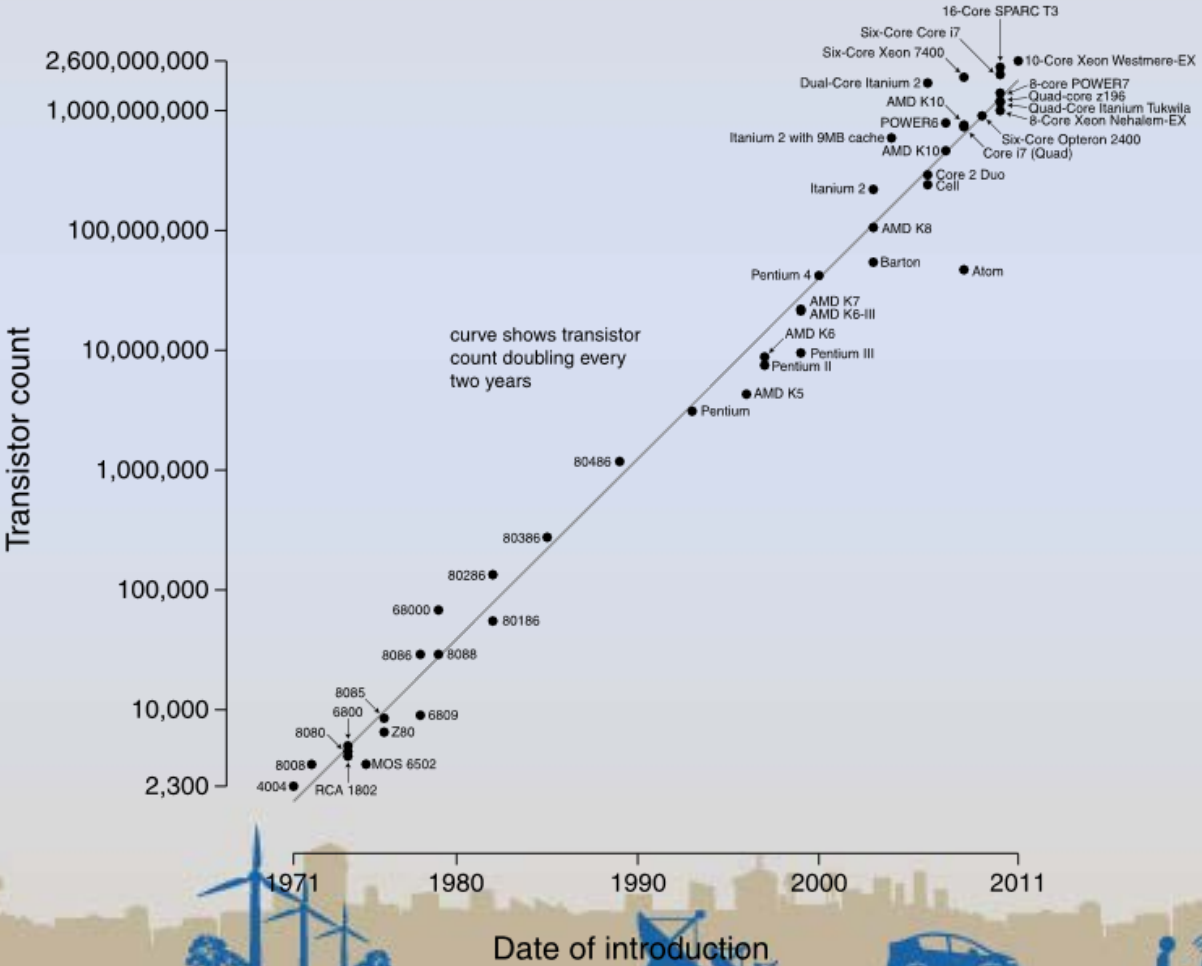 16-Core SPARC T3
Six-Core Core i7
Six-Core Xeon 7400
2,600,000,000
10-Core Xeon Westmere-EX
Dual-Core Itanium 2
8-core POWER7
Quad-core z196
AMD K10
1,000,000,000
Quad-Core Itanium Tukwila
POWER6
8-Core Xeon Nehalem-EX
Itanium 2 with 9MB cache
Six-Core Opteron 2400
AMD K10
Core i7 (Quad)
Core 2 Duo
Itanium 2
Cell
100,000,000
AMD K8
Barton
Pentium 4
Atom
AMD K7
AMD K6-III
curve shows transistor
count doubling every
two years
AMD K6
10,000,000
Pentium III
Pentium II
AMD K5
Pentium
Transistor count
80486
1,000,000
80386
80286
100,000
68000
80186
8086
8088
8085
6800
10,000
6809
8080
Z80
8008
MOS 6502
2,300
4004
RCA 1802
1971
1980
1990
2000
2011
Date of introduction